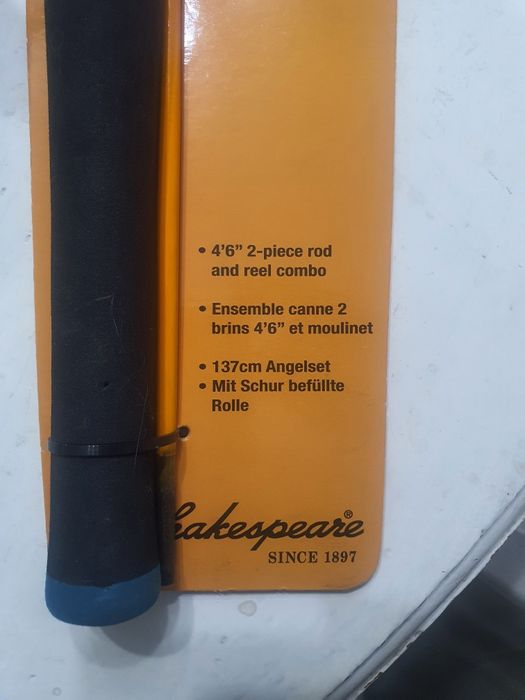 • 4'6” 2-piece rod
and reel combo
• Ensemble canne 2
brins 4'6” et moulinet
• 137cm Angelset
• Mit Schur befüllte
Rolle
hakespeare®
SINCE 1897